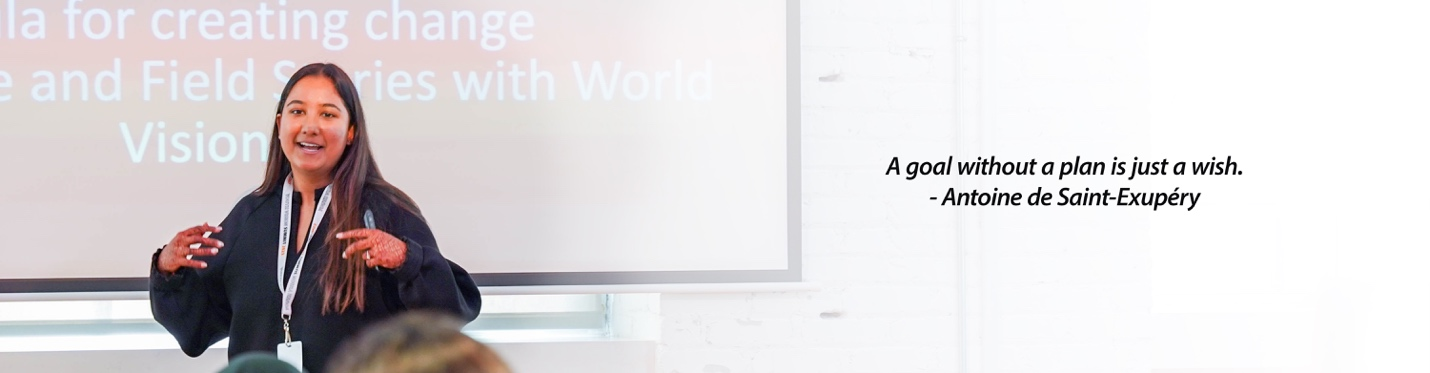 la for creating change
e and Field S ries with World
Vision
A goal without a plan is just a wish.
- Antoine de Saint-Exupéry